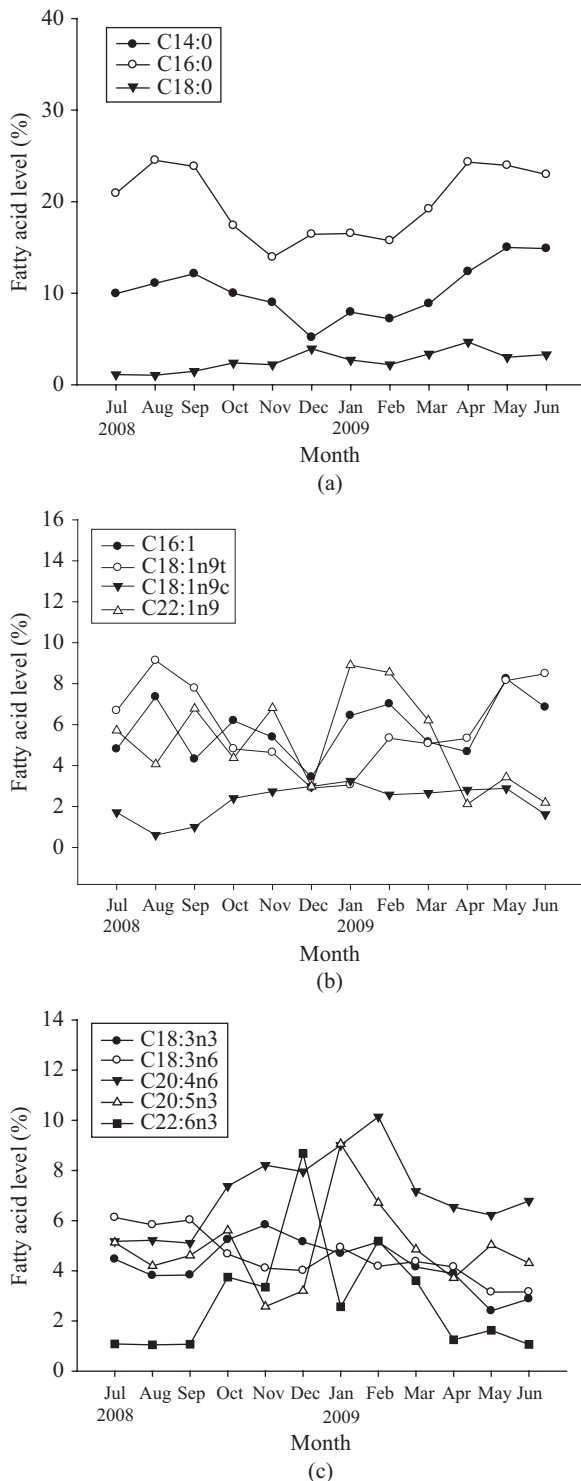 40
30
20
10
0
Fatty acid level (%)
C14:0
C16:0
C18:0
Jul Aug Sep Oct Nov Dec Jan Feb Mar Apr May Jun
2008 2009
Month
(a)
16
14
12
10
8
6
4
2
0
Fatty acid level (%)
C16:1
C18:1n9t
C18:1n9c
C22:1n9
Jul Aug Sep Oct Nov Dec Jan Feb Mar Apr May Jun
2008 2009
Month
(b)
14
12
10
8
6
4
2
0
Fatty acid level (%)
C18:3n3
C18:3n6
C20:4n6
C20:5n3
C22:6n3
Jul Aug Sep Oct Nov Dec Jan Feb Mar Apr May Jun
2008 2009
Month
(c)